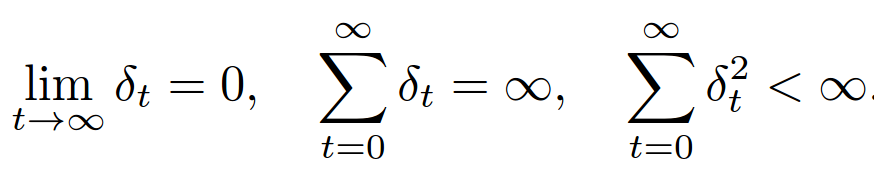 lim_{t→∞} δ_t = 0, ∑_{t=0}^{∞} δ_t = ∞, ∑_{t=0}^{∞} δ_t^2 < ∞.